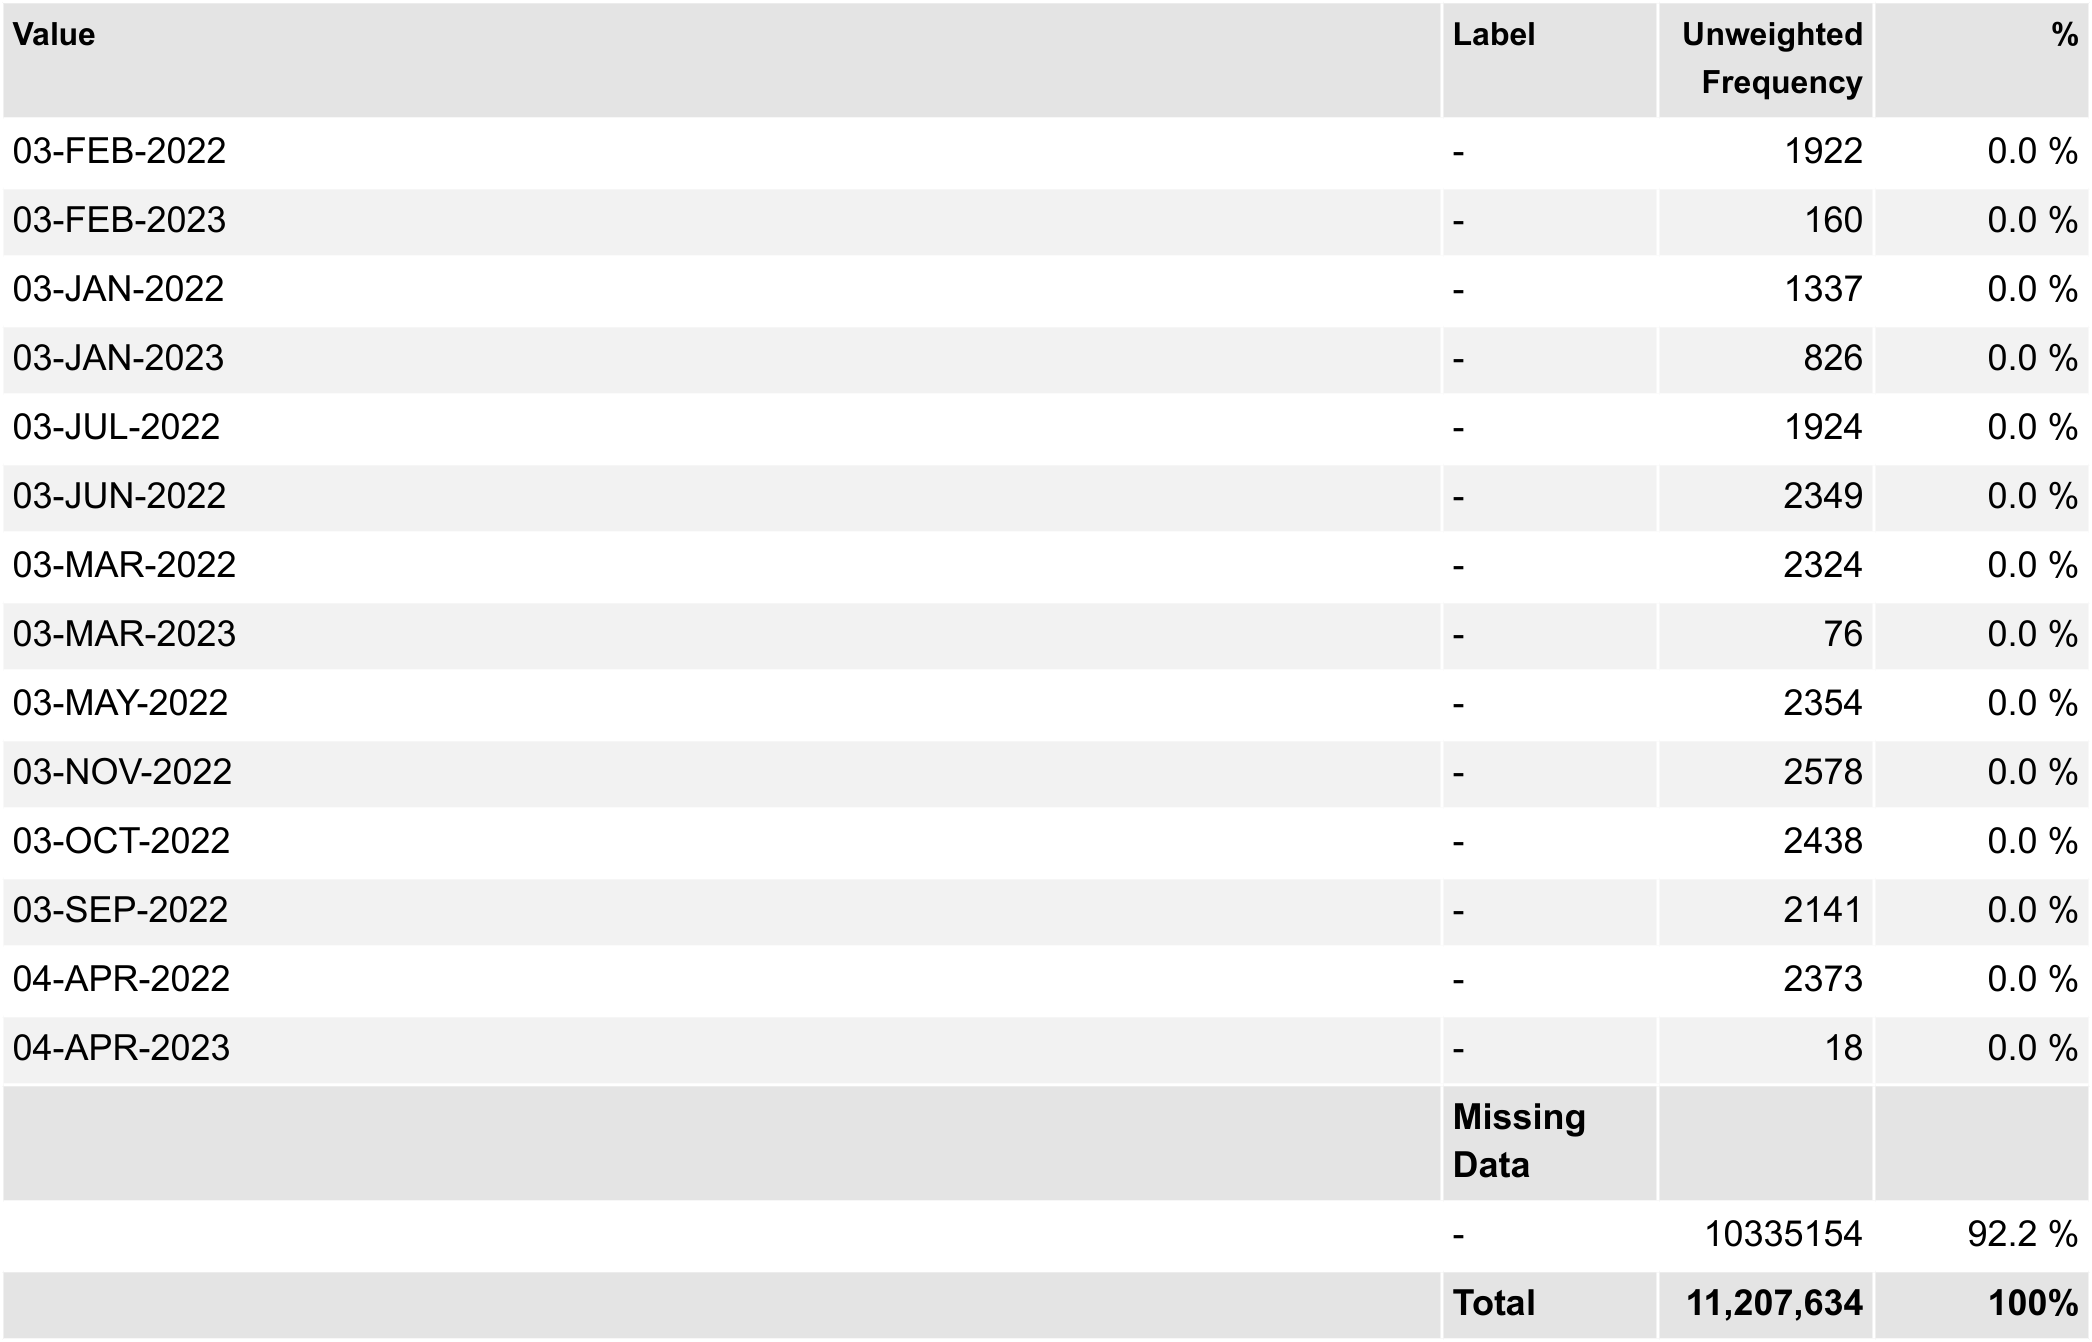 Value Label Unweighted Frequency %
03-FEB-2022 - 1922 0.0 %
03-FEB-2023 - 160 0.0 %
03-JAN-2022 - 1337 0.0 %
03-JAN-2023 - 826 0.0 %
03-JUL-2022 - 1924 0.0 %
03-JUN-2022 - 2349 0.0 %
03-MAR-2022 - 2324 0.0 %
03-MAR-2023 - 76 0.0 %
03-MAY-2022 - 2354 0.0 %
03-NOV-2022 - 2578 0.0 %
03-OCT-2022 - 2438 0.0 %
03-SEP-2022 - 2141 0.0 %
04-APR-2022 - 2373 0.0 %
04-APR-2023 - 18 0.0 %
Missing
Data
- 10335154 92.2 %
Total 11,207,634 100%